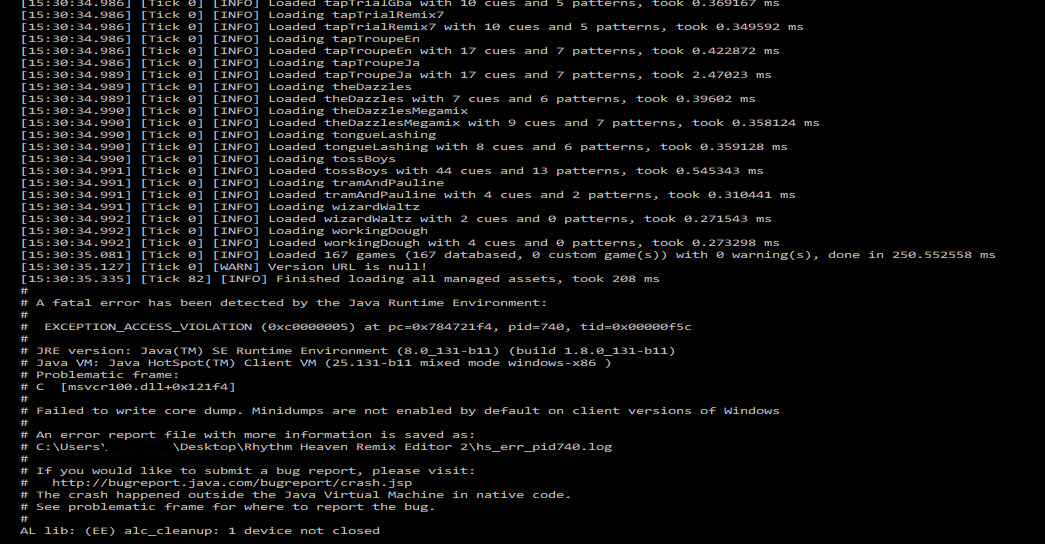 [15:30:34.986] [Tick 0] [INFO] Loaded tapTrialGba with 10 cues and 5 patterns, took 0.369167 ms
[15:30:34.986] [Tick 0] [INFO] Loading tapTrialRemix7
[15:30:34.986] [Tick 0] [INFO] Loaded tapTrialRemix7 with 10 cues and 5 patterns, took 0.349592 ms
[15:30:34.986] [Tick 0] [INFO] Loading tapTroupeEn
[15:30:34.986] [Tick 0] [INFO] Loaded tapTroupeEn with 17 cues and 7 patterns, took 0.422872 ms
[15:30:34.986] [Tick 0] [INFO] Loading tapTroupeJa
[15:30:34.989] [Tick 0] [INFO] Loaded tapTroupeJa with 17 cues and 7 patterns, took 2.47023 ms
[15:30:34.989] [Tick 0] [INFO] Loading theDazzles
[15:30:34.989] [Tick 0] [INFO] Loaded theDazzles with 7 cues and 6 patterns, took 0.39602 ms
[15:30:34.990] [Tick 0] [INFO] Loading theDazzlesMegamix
[15:30:34.990] [Tick 0] [INFO] Loaded theDazzlesMegamix with 9 cues and 7 patterns, took 0.358124 ms
[15:30:34.990] [Tick 0] [INFO] Loading tongueLashing
[15:30:34.990] [Tick 0] [INFO] Loaded tongueLashing with 8 cues and 6 patterns, took 0.359128 ms
[15:30:34.990] [Tick 0] [INFO] Loading tossBoys
[15:30:34.991] [Tick 0] [INFO] Loaded tossBoys with 44 cues and 13 patterns, took 0.545343 ms
[15:30:34.991] [Tick 0] [INFO] Loading tramAndPauline
[15:30:34.991] [Tick 0] [INFO] Loaded tramAndPauline with 4 cues and 2 patterns, took 0.310441 ms
[15:30:34.991] [Tick 0] [INFO] Loading wizardWaltz
[15:30:34.992] [Tick 0] [INFO] Loaded wizardWaltz with 2 cues and 0 patterns, took 0.271543 ms
[15:30:34.992] [Tick 0] [INFO] Loading workingDough
[15:30:34.992] [Tick 0] [INFO] Loaded workingDough with 4 cues and 0 patterns, took 0.273298 ms
[15:30:35.081] [Tick 0] [INFO] Loaded 167 games (167 databased, 0 custom game(s)) with 0 warning(s), done in 250.552558 ms
[15:30:35.127] [Tick 0] [WARN] Version URL is null!
[15:30:35.335] [Tick 82] [INFO] Finished loading all managed assets, took 208 ms
#
# A fatal error has been detected by the Java Runtime Environment:
#
#  EXCEPTION_ACCESS_VIOLATION (0xc0000005) at pc=0x784721f4, pid=740, tid=0x00000f5c
#
# JRE version: Java(TM) SE Runtime Environment (8.0_131-b11) (build 1.8.0_131-b11)
# Java VM: Java HotSpot(TM) Client VM (25.131-b11 mixed mode windows-x86 )
# Problematic frame:
# C  [msvcr100.dll+0x121f4]
#
# Failed to write core dump. Minidumps are not enabled by default on client versions of Windows
#
# An error report file with more information is saved as:
# C:\Users\ \Desktop\Rhythm Heaven Remix Editor 2\hs_err_pid740.log
#
# If you would like to submit a bug report, please visit:
#   http://bugreport.java.com/bugreport/crash.jsp
# The crash happened outside the Java Virtual Machine in native code.
# See problematic frame for where to report the bug.
#
AL lib: (EE) alc_cleanup: 1 device not closed